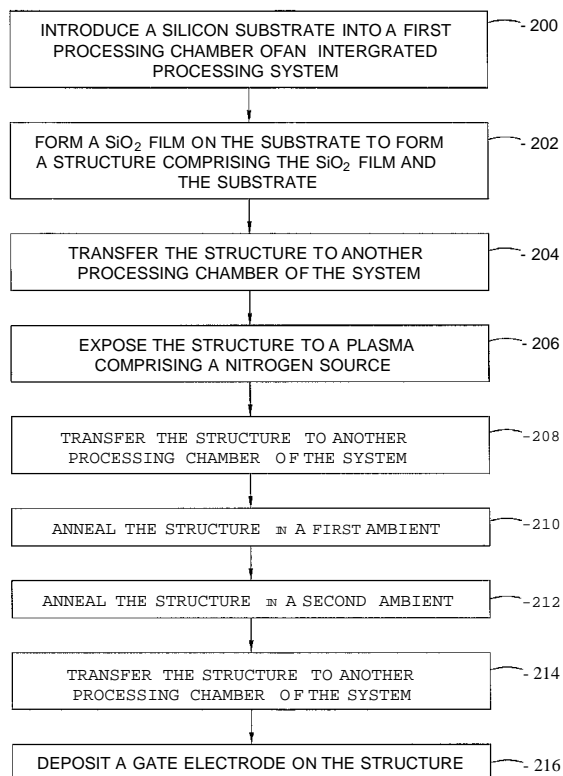 INTRODUCE A SILICON SUBSTRATE INTO A FIRST
PROCESSING CHAMBER OFAN INTERGRATED
PROCESSING SYSTEM
200
FORM A SiO2 FILM ON THE SUBSTRATE TO FORM
A STRUCTURE COMPRISING THE SiO2 FILM AND
THE SUBSTRATE
202
TRANSFER THE STRUCTURE TO ANOTHER
PROCESSING CHAMBER OF THE SYSTEM
204
EXPOSE THE STRUCTURE TO A PLASMA
COMPRISING A NITROGEN SOURCE
206
TRANSFER THE STRUCTURE TO ANOTHER
PROCESSING CHAMBER OF THE SYSTEM
208
ANNEAL THE STRUCTURE IN A FIRST AMBIENT
210
ANNEAL THE STRUCTURE IN A SECOND AMBIENT
212
TRANSFER THE STRUCTURE TO ANOTHER
PROCESSING CHAMBER OF THE SYSTEM
214
DEPOSIT A GATE ELECTRODE ON THE STRUCTURE
216